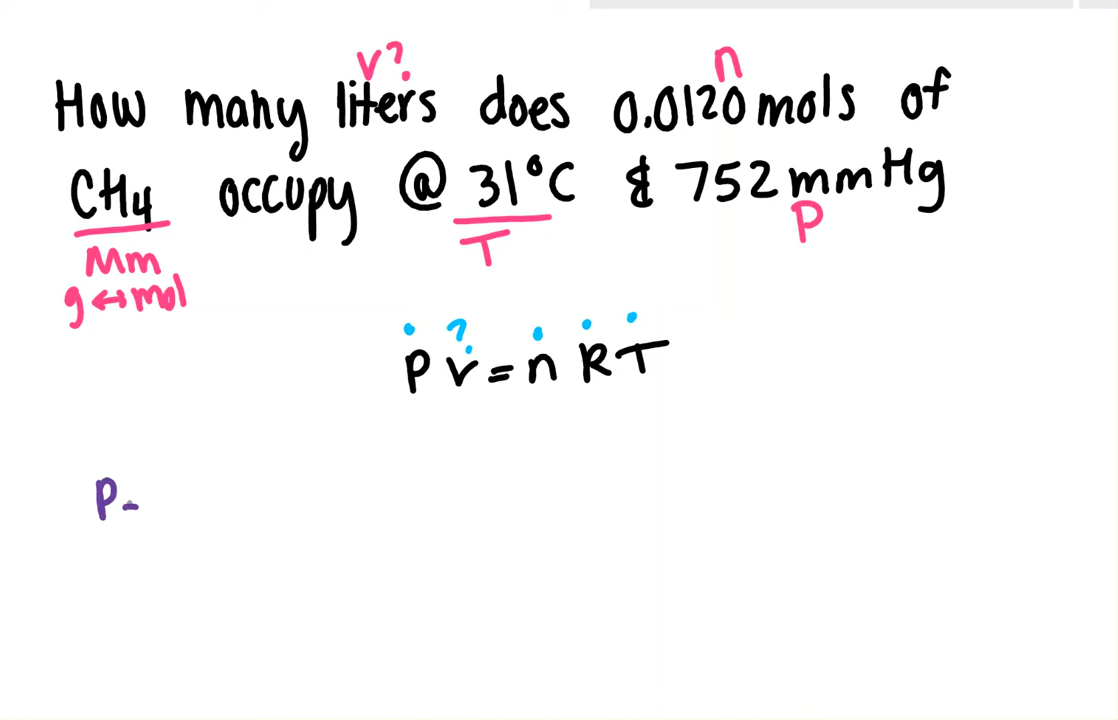 v?
n
How many liters does 0.0120 mols of
CH4 occupy @ 31°C & 752 mmHg
Mm
T
P
g↔mol
?
PV=nRT
P-